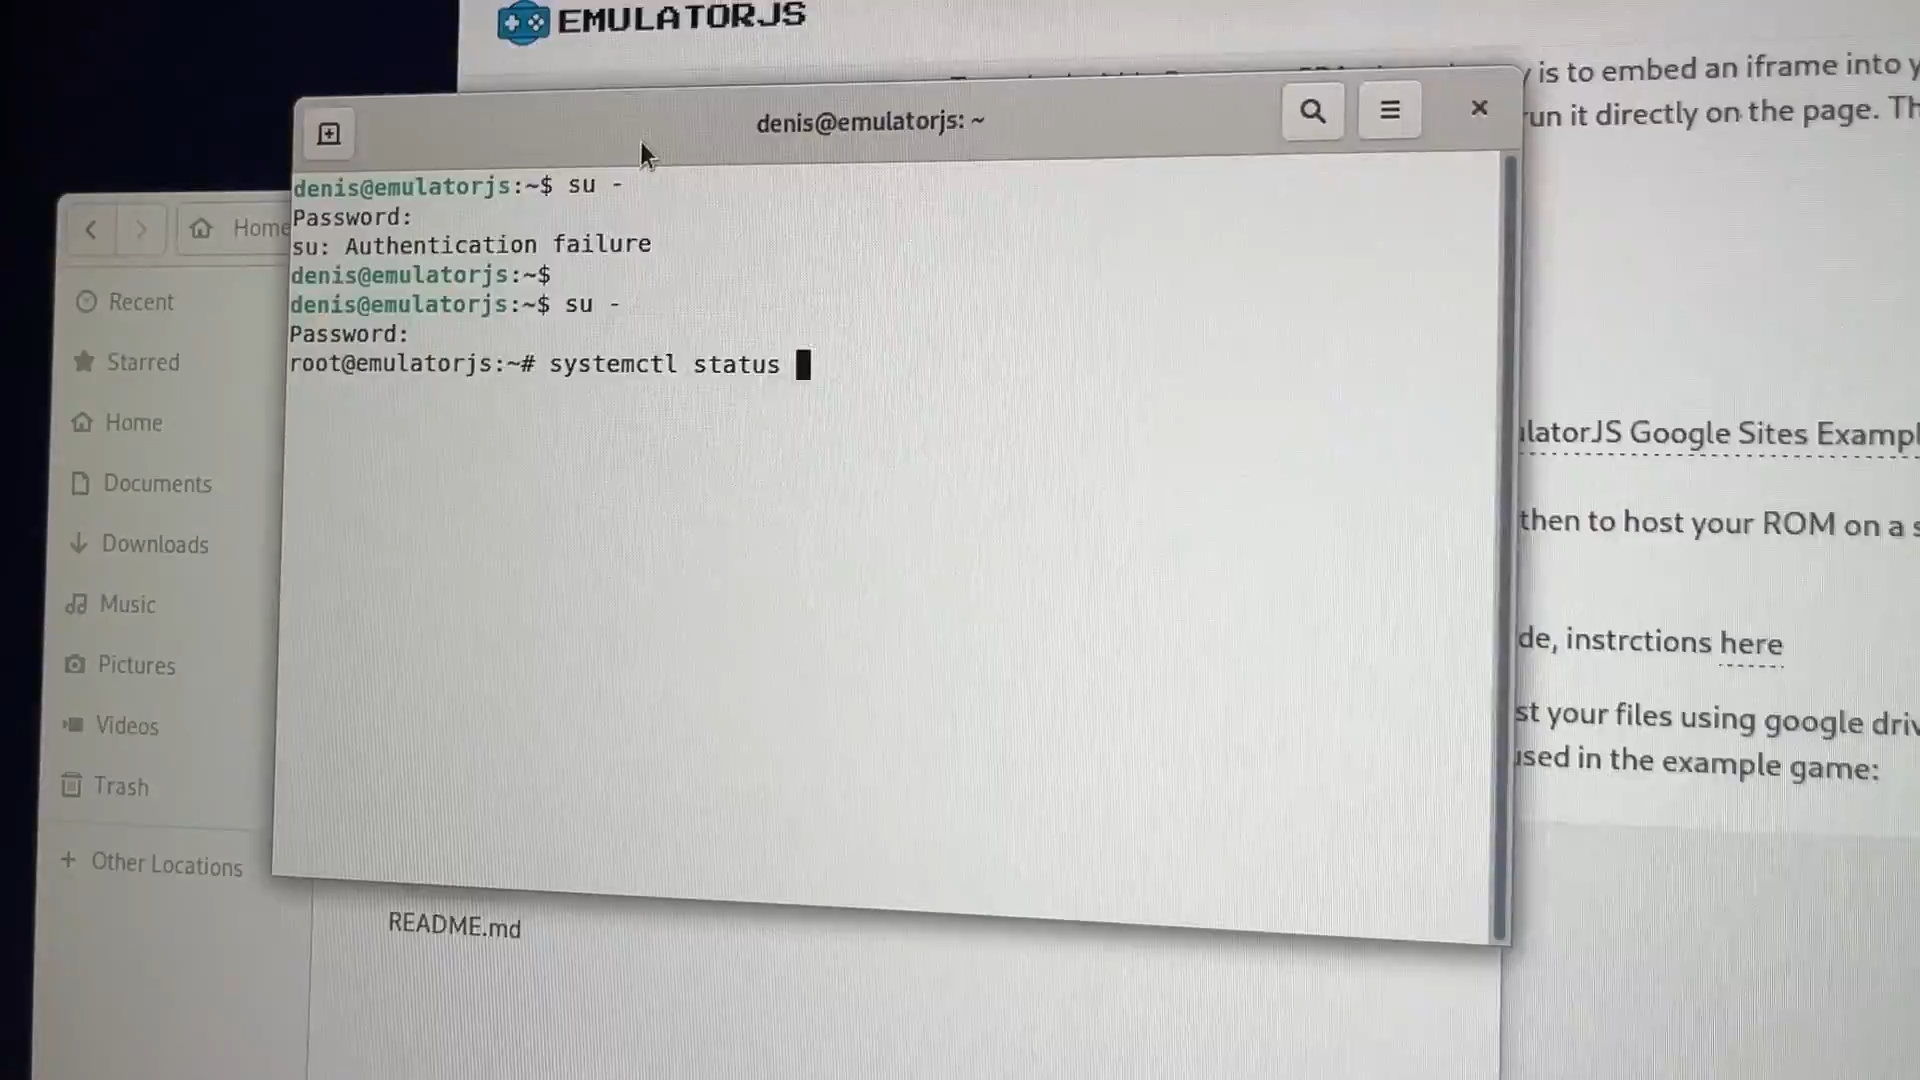 EMULATORJS
is to embed an iframe into
run it directly on the page.
denis@emulatorjs: ~
denis@emulatorjs:~$ su -
Password:
su: Authentication failure
denis@emulatorjs:~$
denis@emulatorjs:~$ su -
Password:
root@emulatorjs:~# systemctl status
Home
Recent
Starred
Home
Documents
Downloads
Music
Pictures
Videos
Trash
+ Other Locations
README.md
latorJS Google Sites Exampl
then to host your ROM on a
de, instrctions here
st your files using google driv
used in the example game: